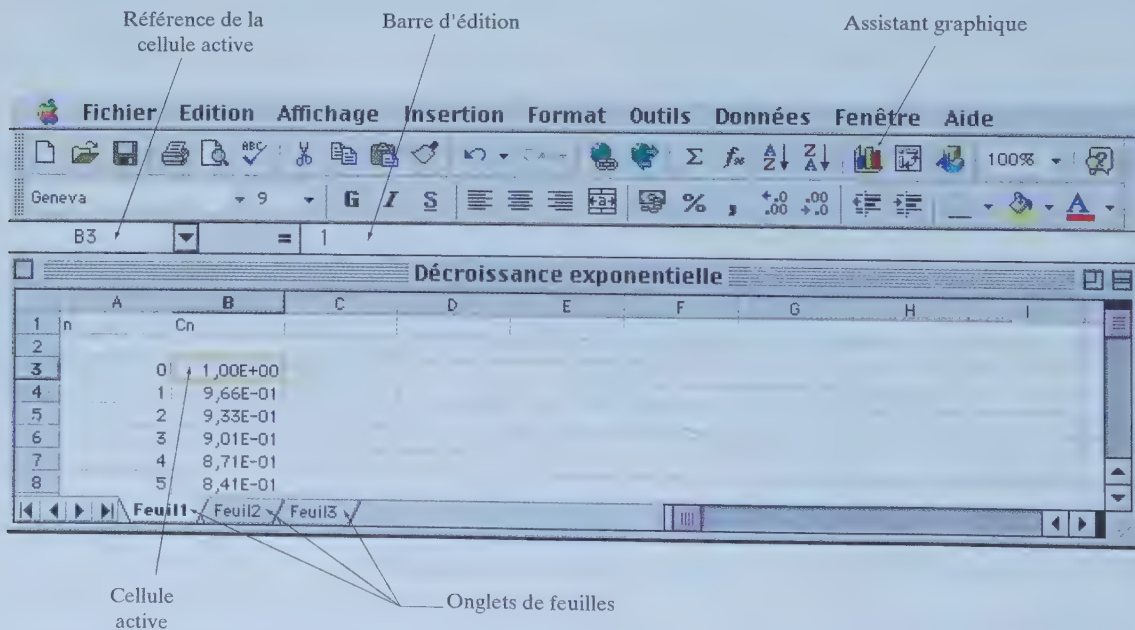 Référence de la
cellule active
Barre d'édition
Assistant graphique
Fichier Edition Affichage Insertion Format Outils Données Fenêtre Aide
ABC Σ 100%
Geneva 9 G I S % , A
B3 = 1
Décroissance exponentielle
A B C D E F G H I
1 n Cn
2
3 0 1,00E+00
4 1 9,66E-01
5 2 9,33E-01
6 3 9,01E-01
7 4 8,71E-01
8 5 8,41E-01
Feuil1 Feuil2 Feuil3
Cellule
active
Onglets de feuilles